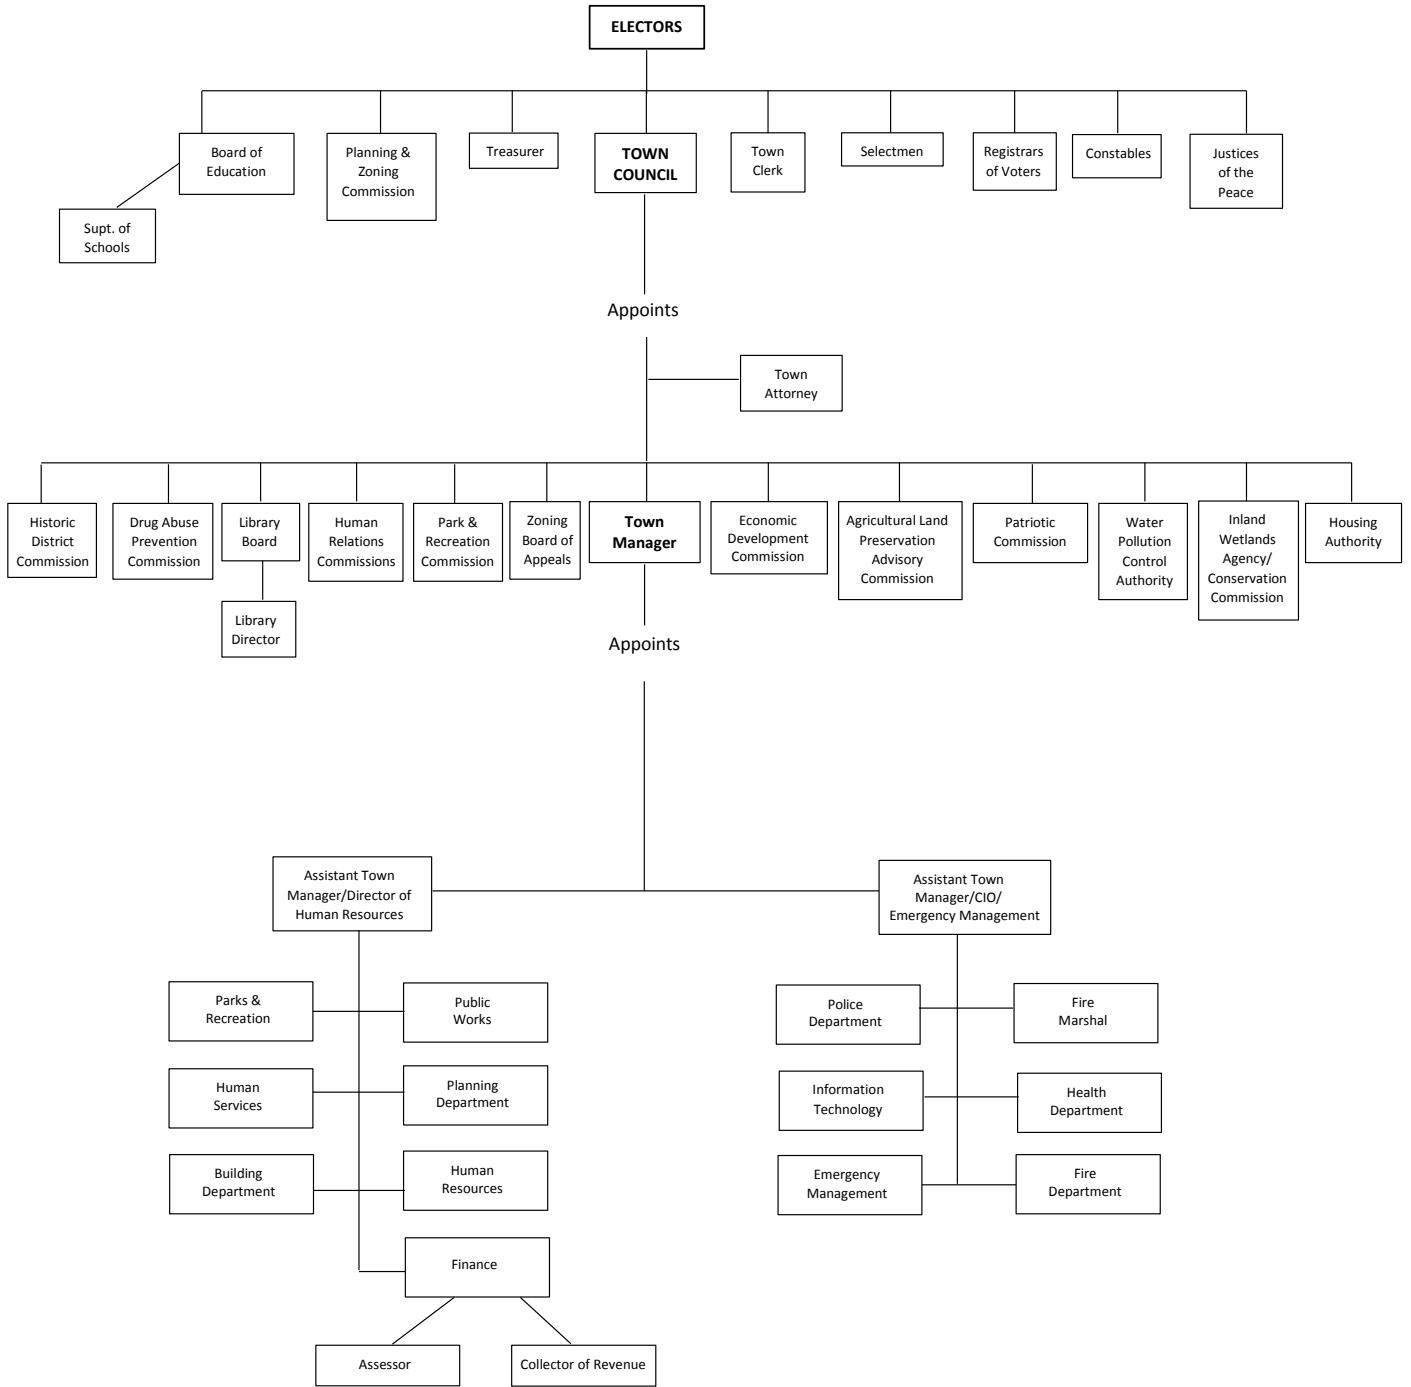 ELECTORS
Board of
Education
Planning &
Zoning
Commission
Treasurer
TOWN
COUNCIL
Town
Clerk
Selectmen
Registrars
of Voters
Constables
Justices
of the
Peace
Supt. of
Schools
Appoints
Town
Attorney
Historic
District
Commission
Drug Abuse
Prevention
Commission
Library
Board
Human
Relations
Commissions
Park &
Recreation
Commission
Zoning
Board of
Appeals
Town
Manager
Economic
Development
Commission
Agricultural Land
Preservation
Advisory
Commission
Patriotic
Commission
Water
Pollution
Control
Authority
Inland
Wetlands
Agency/
Conservation
Commission
Housing
Authority
Library
Director
Appoints
Assistant Town
Manager/Director of
Human Resources
Assistant Town
Manager/CIO/
Emergency Management
Parks &
Recreation
Public
Works
Police
Department
Fire
Marshal
Human
Services
Planning
Department
Information
Technology
Health
Department
Building
Department
Human
Resources
Emergency
Management
Fire
Department
Finance
Assessor
Collector of Revenue